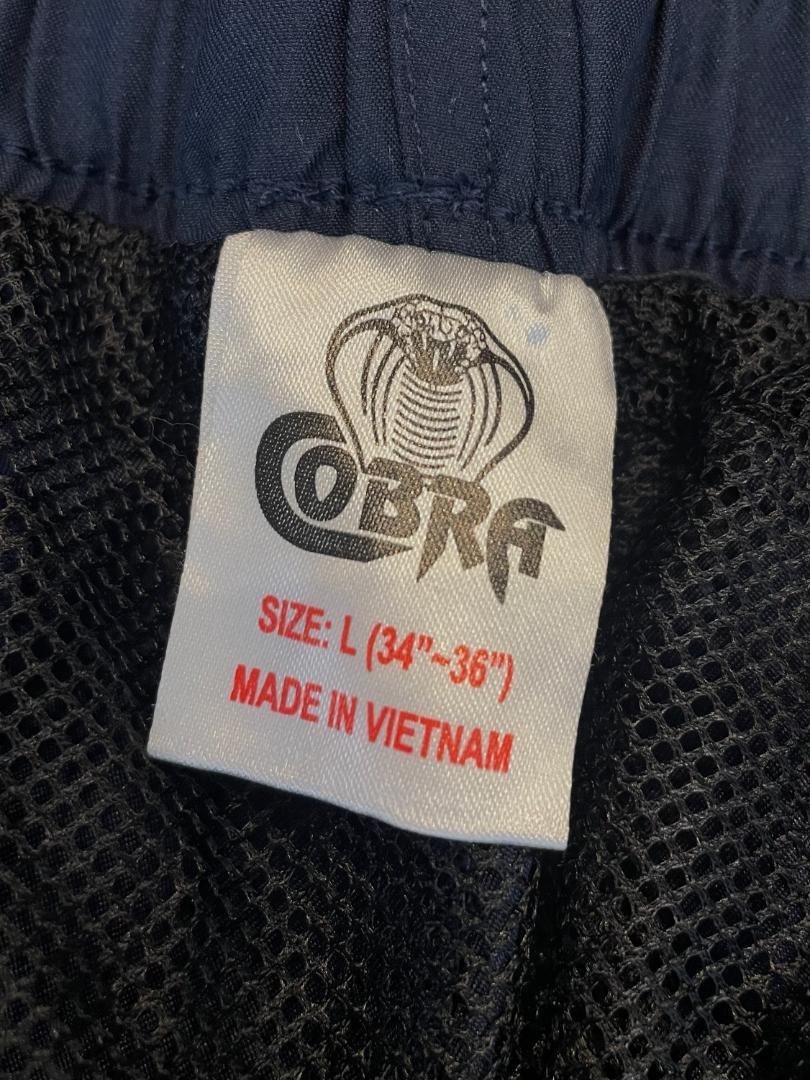 COBRA
SIZE: L (34"~36")
MADE IN VIETNAM